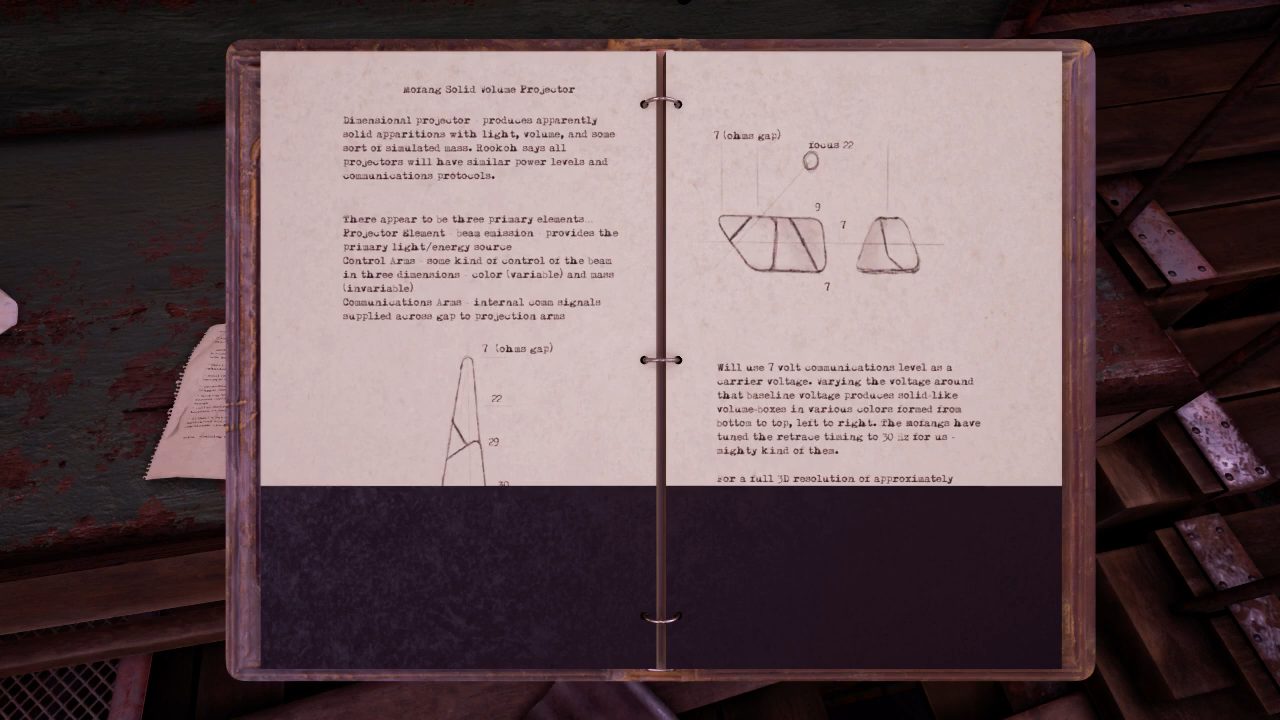 Mofang Solid Volume Projector
Dimensional projector - produces apparently
solid apparitions with light, volume, and some
sort of simulated mass. Rookoh says all
projectors will have similar power levels and
communications protocols.
There appear to be three primary elements...
Projector Element - beam emission - provides the
primary light/energy source
Control Arms - some kind of control of the beam
in three dimensions - color (variable) and mass
(invariable)
Communications Arms - internal comm signals
supplied across gap to projection arms
7 (ohms gap)
22
29
30
7 (ohms gap)
focus 22
9
7
7
Will use 7 volt communications level as a
carrier voltage. Varying the voltage around
that baseline voltage produces solid-like
volume-boxes in various colors formed from
bottom to top, left to right. The mofangs have
tuned the retrace timing to 30 Hz for us -
mighty kind of them.
For a full 3D resolution of approximately